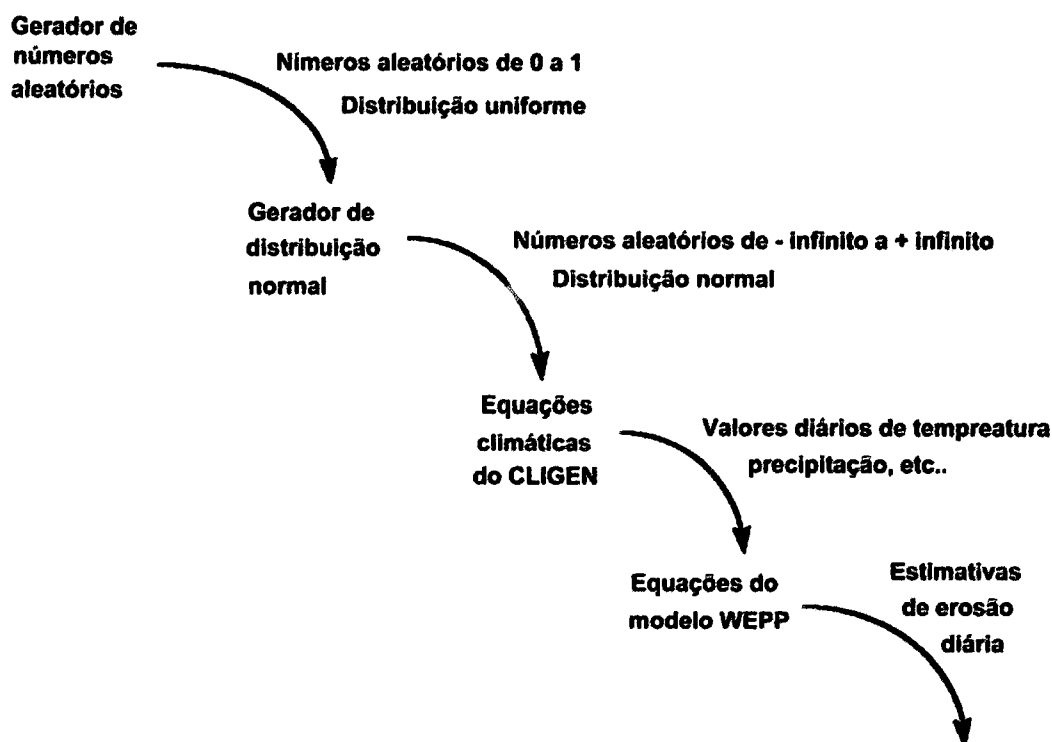 Gerador de
números
aleatórios
Nímeros aleatórios de 0 a 1
Distribuição uniforme
Gerador de
distribuição
normal
Números aleatórios de - infinito a + infinito
Distribuição normal
Equações
climáticas
do CLIGEN
Valores diários de tempreatura
precipitação, etc..
Equações do
modelo WEPP
Estimativas
de erosão
diária